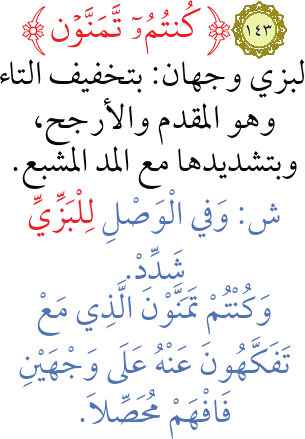 ١٤٣ ﴿ كُنتُمُۥٓ تَّمَنَّوۡنَ ﴾
لبزي وجهان: بتخفيف التاء
وهو المقدم والأرجح،
وبتشديدها مع المد المشبع.
ش: وَفِي الْوَصْلِ لِلْبَزِّيِّ
شَدِّدْ.
وَكُنْتُمْ تَمَنَّوْنَ الَّذِي مَعْ
تَفَكَّهُونَ عَنْهُ عَلَى وَجْهَيْنِ
فَافْهَمْ مُحَصِّلاَ.